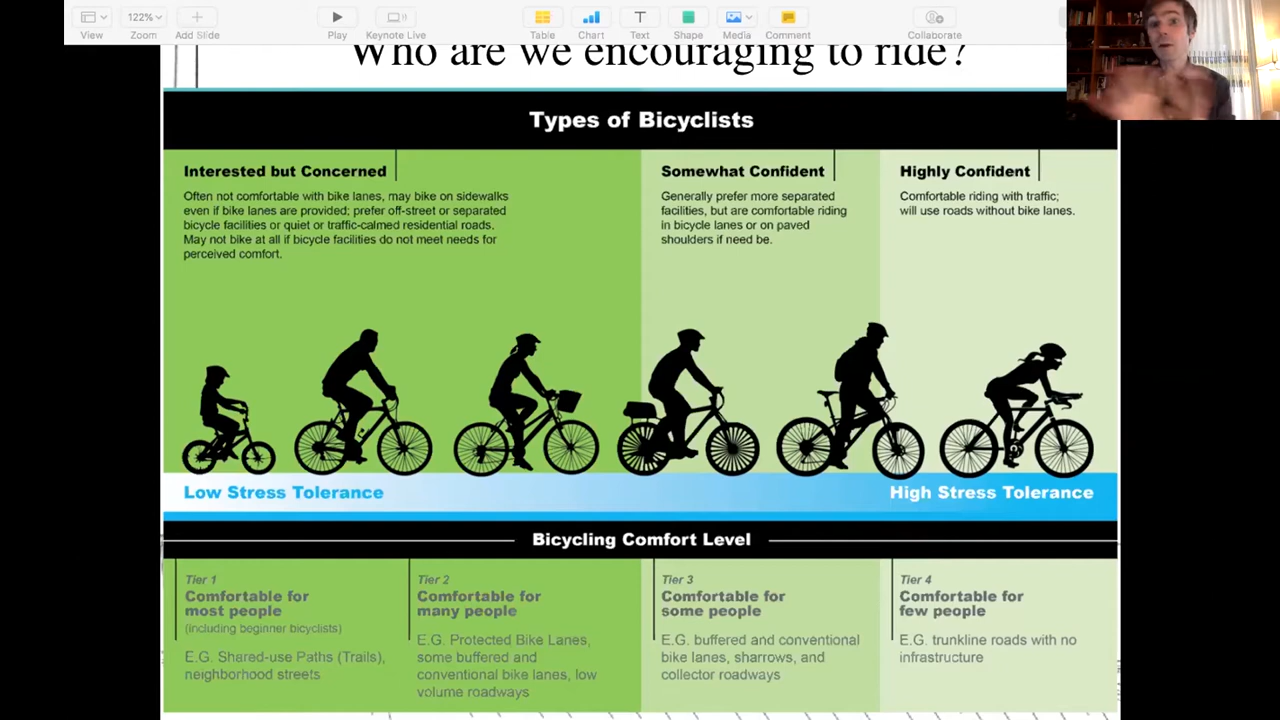 View
122%
Zoom
Add Slide
Play
Keynote Live
Table
Chart
Text
Shape
Media
Comment
Collaborate
Who are we encouraging to ride?
Types of Bicyclists
Interested but Concerned
Often not comfortable with bike lanes, may bike on sidewalks
even if bike lanes are provided; prefer off-street or separated
bicycle facilities or quiet or traffic-calmed residential roads.
May not bike at all if bicycle facilities do not meet needs for
perceived comfort.
Somewhat Confident
Generally prefer more separated
facilities, but are comfortable riding
in bicycle lanes or on paved
shoulders if need be.
Highly Confident
Comfortable riding with traffic;
will use roads without bike lanes.
Low Stress Tolerance
High Stress Tolerance
Bicycling Comfort Level
Tier 1
Comfortable for
most people
(including beginner bicyclists)
E.G. Shared-use Paths (Trails),
neighborhood streets
Tier 2
Comfortable for
many people
E.G. Protected Bike Lanes,
some buffered and
conventional bike lanes, low
volume roadways
Tier 3
Comfortable for
some people
E.G. buffered and conventional
bike lanes, sharrows, and
collector roadways
Tier 4
Comfortable for
few people
E.G. trunkline roads with no
infrastructure